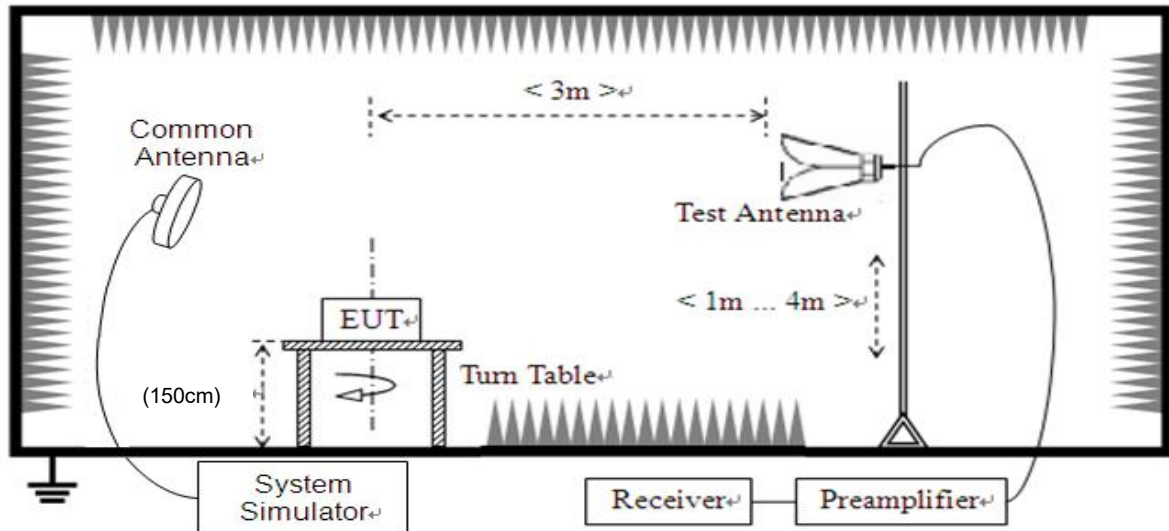 < 3m >↵
Common
Antenna↵
Test Antenna↵
< 1m ... 4m >↵
EUT↵
Turn Table↵
(150cm)
System
Simulator↵
Receiver↵
Preamplifier↵